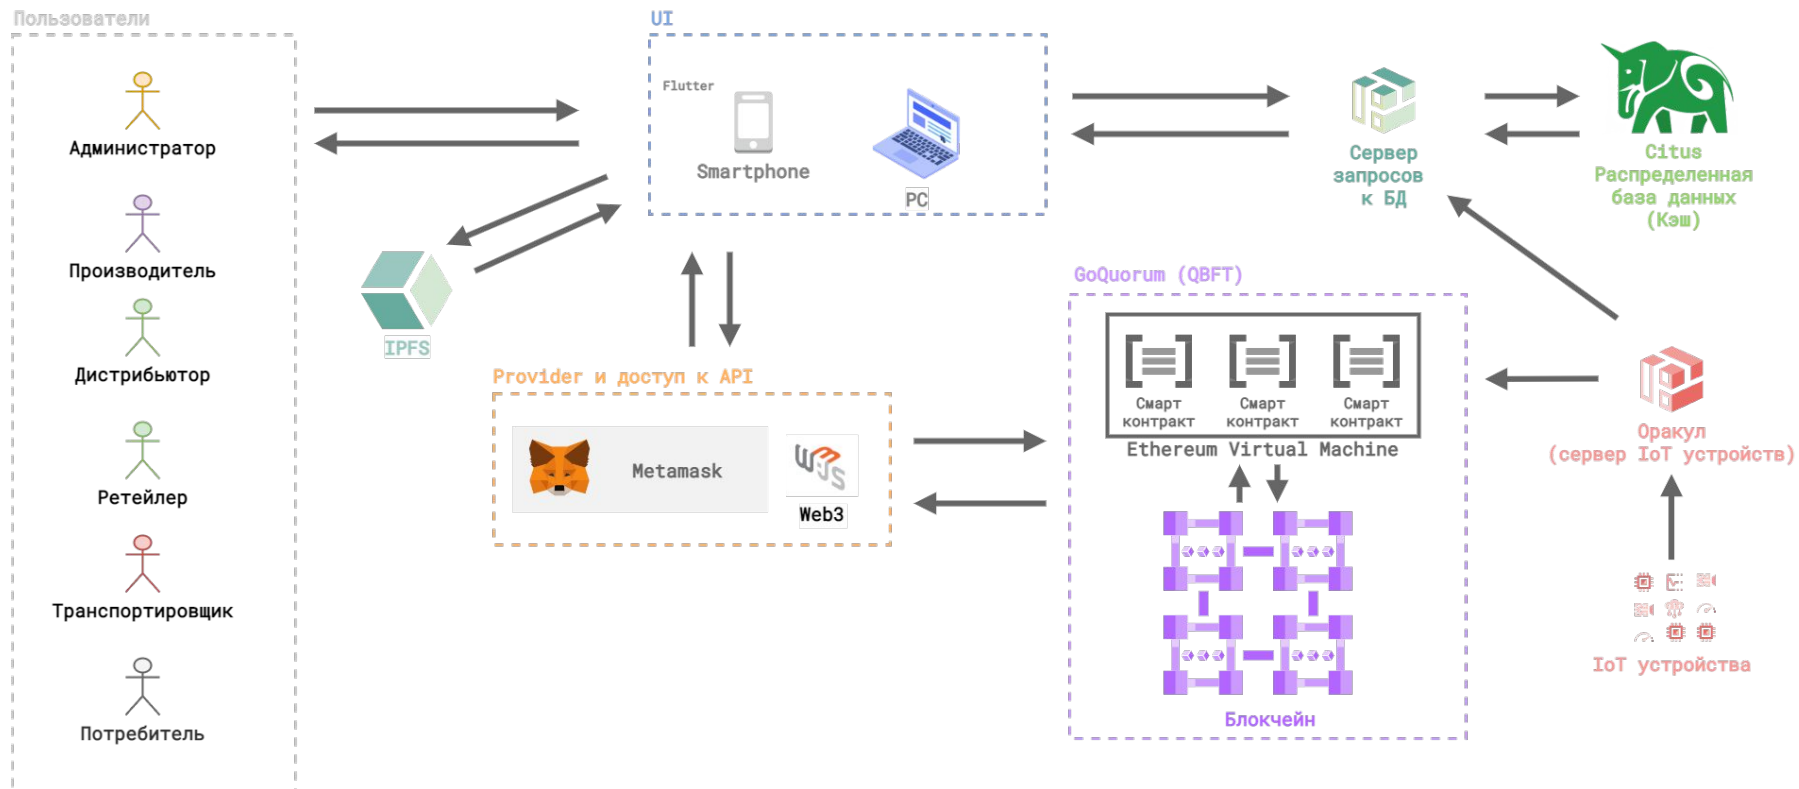 Пользователи
Администратор
Производитель
Дистрибьютор
Ретейлер
Транспортировщик
Потребитель
UI
Flutter
Smartphone
PC
IPFS
Provider и доступ к API
Metamask
Web3
Сервер
запросов
к БД
Citus
Распределенная
база данных
(Кэш)
GoQuorum (QBFT)
Смарт
контракт
Смарт
контракт
Смарт
контракт
Ethereum Virtual Machine
Блокчейн
Оракул
(сервер IoT устройств)
IoT устройства